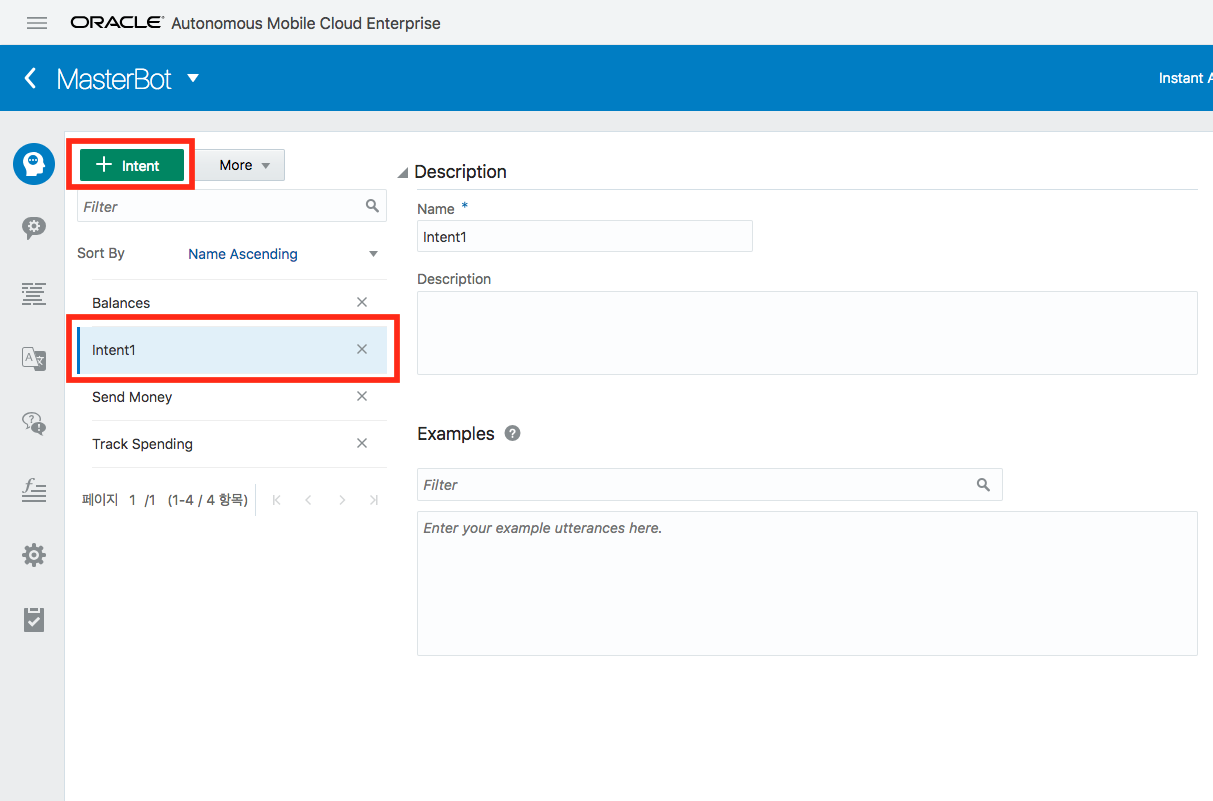 ORACLE® Autonomous Mobile Cloud Enterprise
MasterBot
Instant A
+ Intent
More
Filter
Sort By Name Ascending
Balances
Intent1
Send Money
Track Spending
페이지 1 /1 (1-4 / 4 항목)
Description
Name *
Intent1
Description
Examples ?
Filter
Enter your example utterances here.